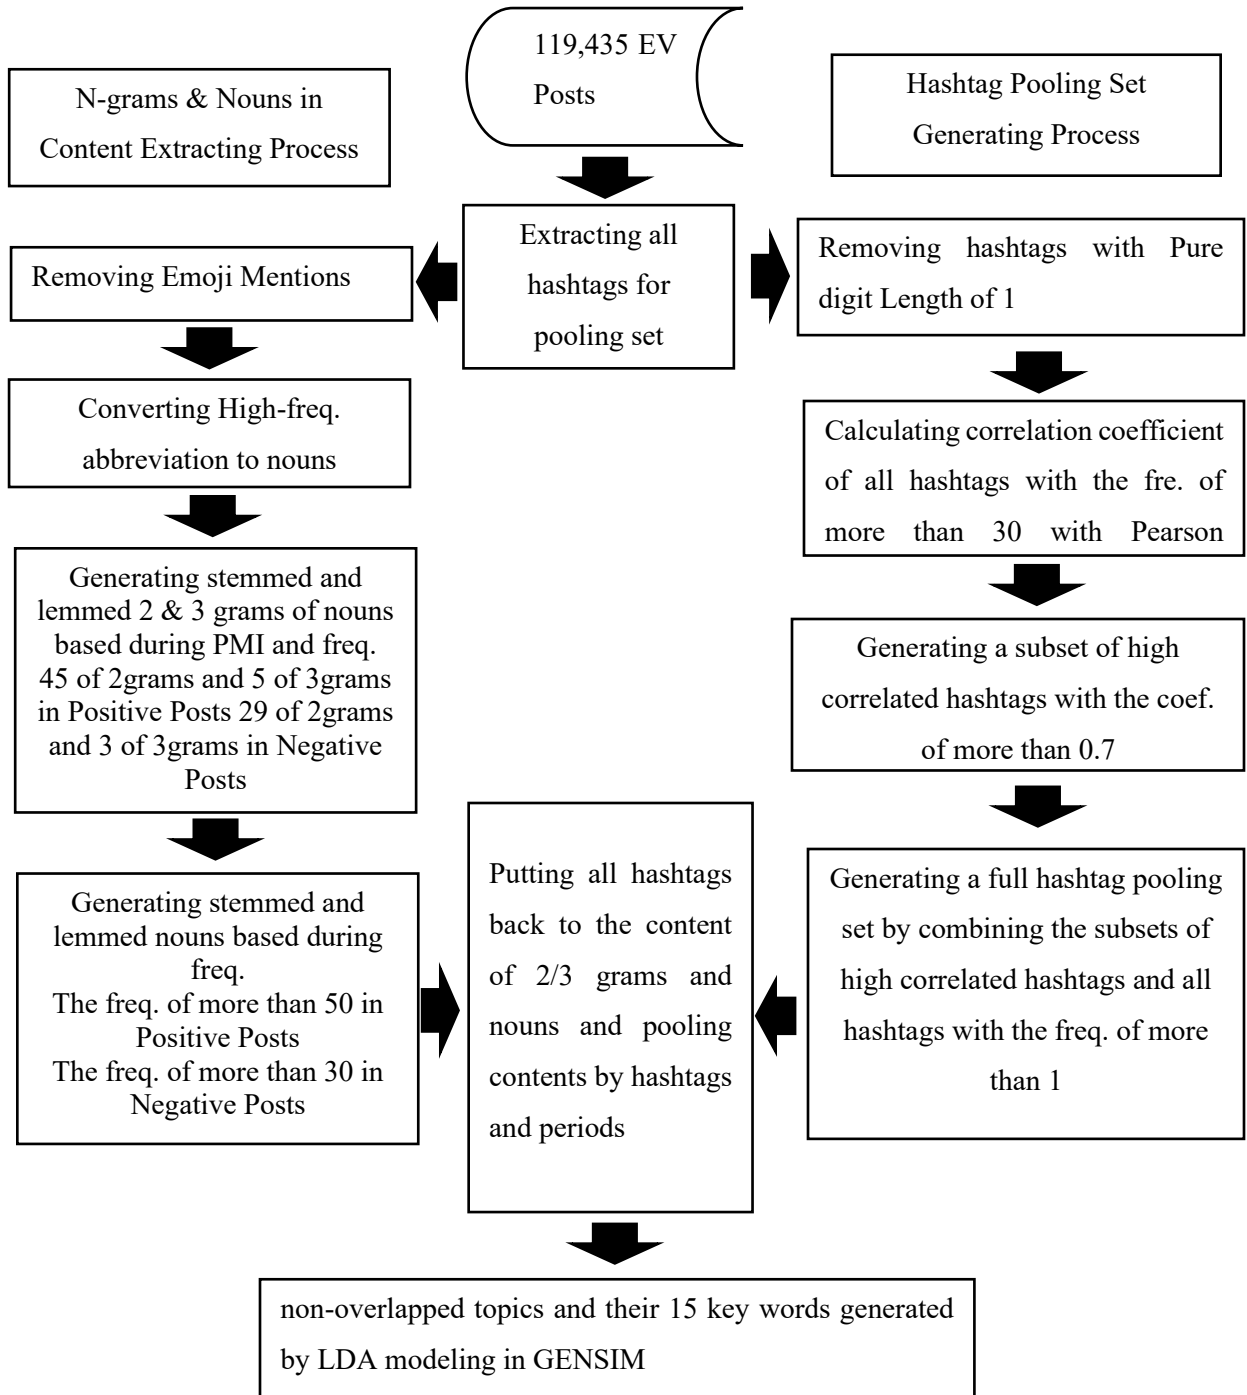 119,435 EV
Posts
N-grams & Nouns in
Content Extracting Process
Hashtag Pooling Set
Generating Process
Extracting all
hashtags for
pooling set
Removing Emoji Mentions
Removing hashtags with Pure
digit Length of 1
Converting High-freq.
abbreviation to nouns
Calculating correlation coefficient
of all hashtags with the fre. of
more than 30 with Pearson
Generating stemmed and
lemmed 2 & 3 grams of nouns
based during PMI and freq.
45 of 2grams and 5 of 3grams
in Positive Posts 29 of 2grams
and 3 of 3grams in Negative
Posts
Generating a subset of high
correlated hashtags with the coef.
of more than 0.7
Generating stemmed and
lemmed nouns based during
freq.
The freq. of more than 50 in
Positive Posts
The freq. of more than 30 in
Negative Posts
Putting all hashtags
back to the content
of 2/3 grams and
nouns and pooling
contents by hashtags
and periods
Generating a full hashtag pooling
set by combining the subsets of
high correlated hashtags and all
hashtags with the freq. of more
than 1
non-overlapped topics and their 15 key words generated
by LDA modeling in GENSIM